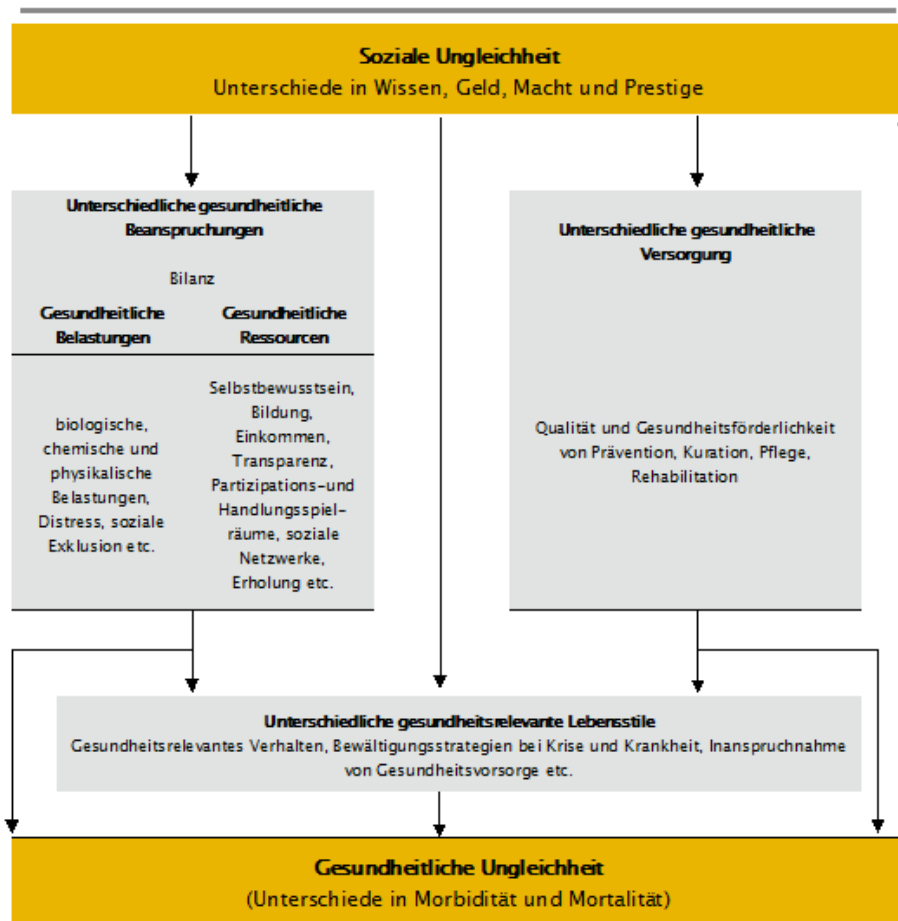 Soziale Ungleichheit
Unterschiede in Wissen, Geld, Macht und Prestige
Unterschiedliche gesundheitliche
Beanspruchungen
Bilanz
Gesundheitliche
Belastungen
biologische,
chemische und
physikalische
Belastungen,
Distress, soziale
Exklusion etc.
Gesundheitliche
Ressourcen
Selbstbewusstsein,
Bildung,
Einkommen,
Transparenz,
Partizipations-und
Handlungsspiel-
räume, soziale
Netzwerke,
Erholung etc.
Unterschiedliche gesundheitliche
Versorgung
Qualität und Gesundheitsförderlichkeit
von Prävention, Kuration, Pflege,
Rehabilitation
Unterschiedliche gesundheitsrelevante Lebensstile
Gesundheitsrelevantes Verhalten, Bewältigungsstrategien bei Krise und Krankheit, Inanspruchnahme
von Gesundheitsvorsorge etc.
Gesundheitliche Ungleichheit
(Unterschiede in Morbidität und Mortalität)